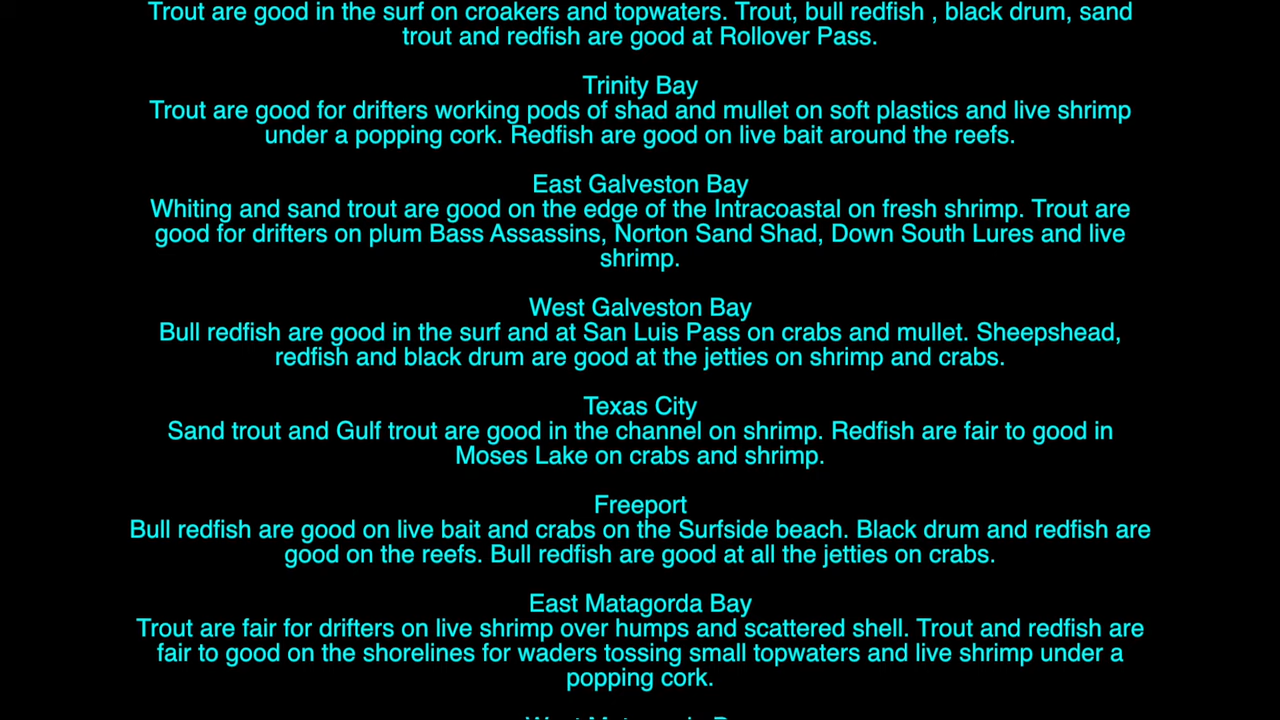 Trout are good in the surf on croakers and topwaters. Trout, bull redfish , black drum, sand
trout and redfish are good at Rollover Pass.
Trinity Bay
Trout are good for drifters working pods of shad and mullet on soft plastics and live shrimp
under a popping cork. Redfish are good on live bait around the reefs.
East Galveston Bay
Whiting and sand trout are good on the edge of the Intracoastal on fresh shrimp. Trout are
good for drifters on plum Bass Assassins, Norton Sand Shad, Down South Lures and live
shrimp.
West Galveston Bay
Bull redfish are good in the surf and at San Luis Pass on crabs and mullet. Sheepshead,
redfish and black drum are good at the jetties on shrimp and crabs.
Texas City
Sand trout and Gulf trout are good in the channel on shrimp. Redfish are fair to good in
Moses Lake on crabs and shrimp.
Freeport
Bull redfish are good on live bait and crabs on the Surfside beach. Black drum and redfish are
good on the reefs. Bull redfish are good at all the jetties on crabs.
East Matagorda Bay
Trout are fair for drifters on live shrimp over humps and scattered shell. Trout and redfish are
fair to good on the shorelines for waders tossing small topwaters and live shrimp under a
popping cork.